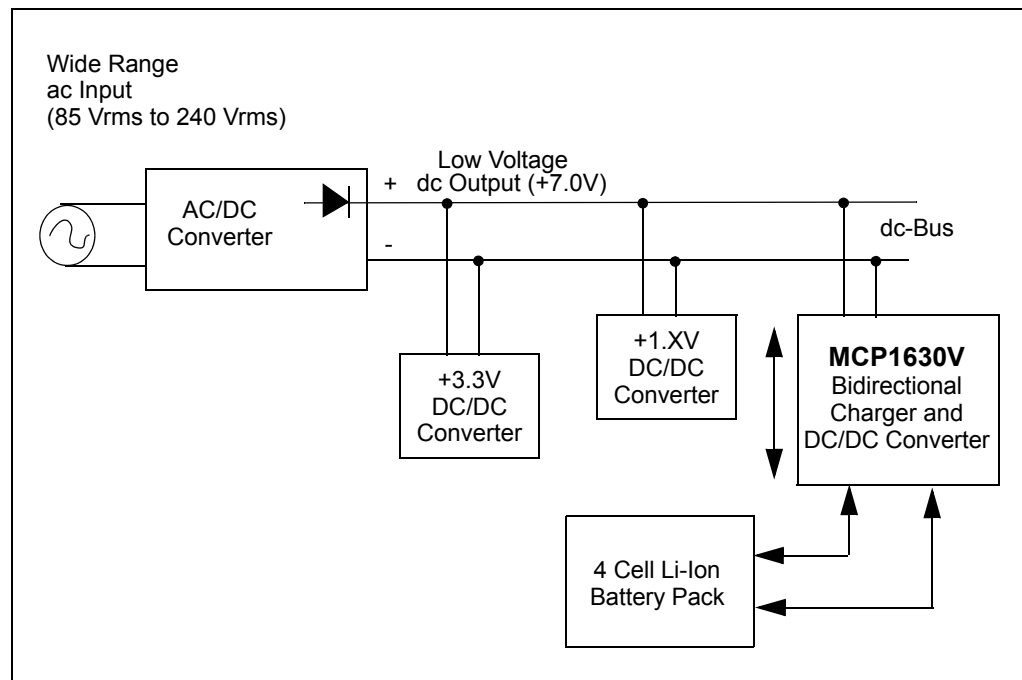 Wide Range
ac Input
(85 Vrms to 240 Vrms)
AC/DC
Converter
+
-
Low Voltage
dc Output (+7.0V)
dc-Bus
+3.3V
DC/DC
Converter
+1.XV
DC/DC
Converter
MCP1630V
Bidirectional
Charger and
DC/DC Converter
4 Cell Li-Ion
Battery Pack